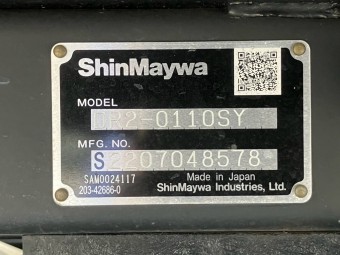 ShinMaywa
MODEL
DR2-0110SY
MFG. NO.
S2207048578
SAM0024117
203-42686-0
Made in Japan
ShinMaywa Industries, Ltd.